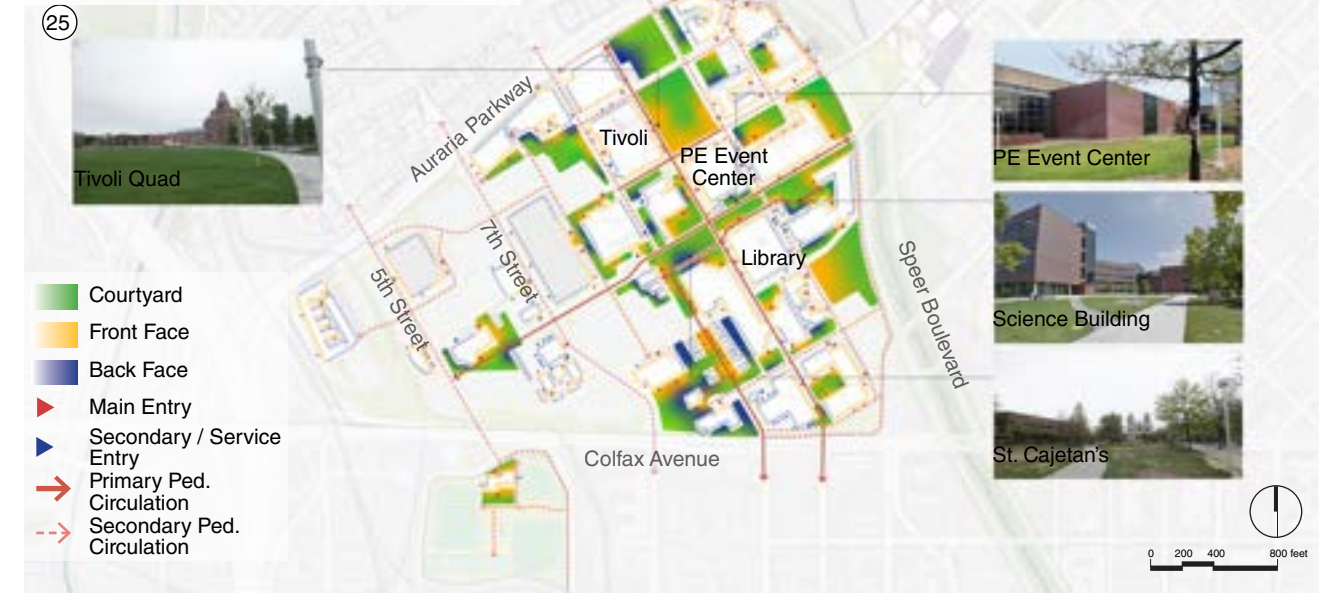 25
Tivoli Quad
Auraria Parkway
Tivoli
PE Event
Center
PE Event Center
7th Street
5th Street
Library
Speer Boulevard
Science Building
Courtyard
Front Face
Back Face
Main Entry
Secondary / Service
Entry
Primary Ped.
Circulation
Secondary Ped.
Circulation
Colfax Avenue
St. Cajetan's
0 200 400 800 feet